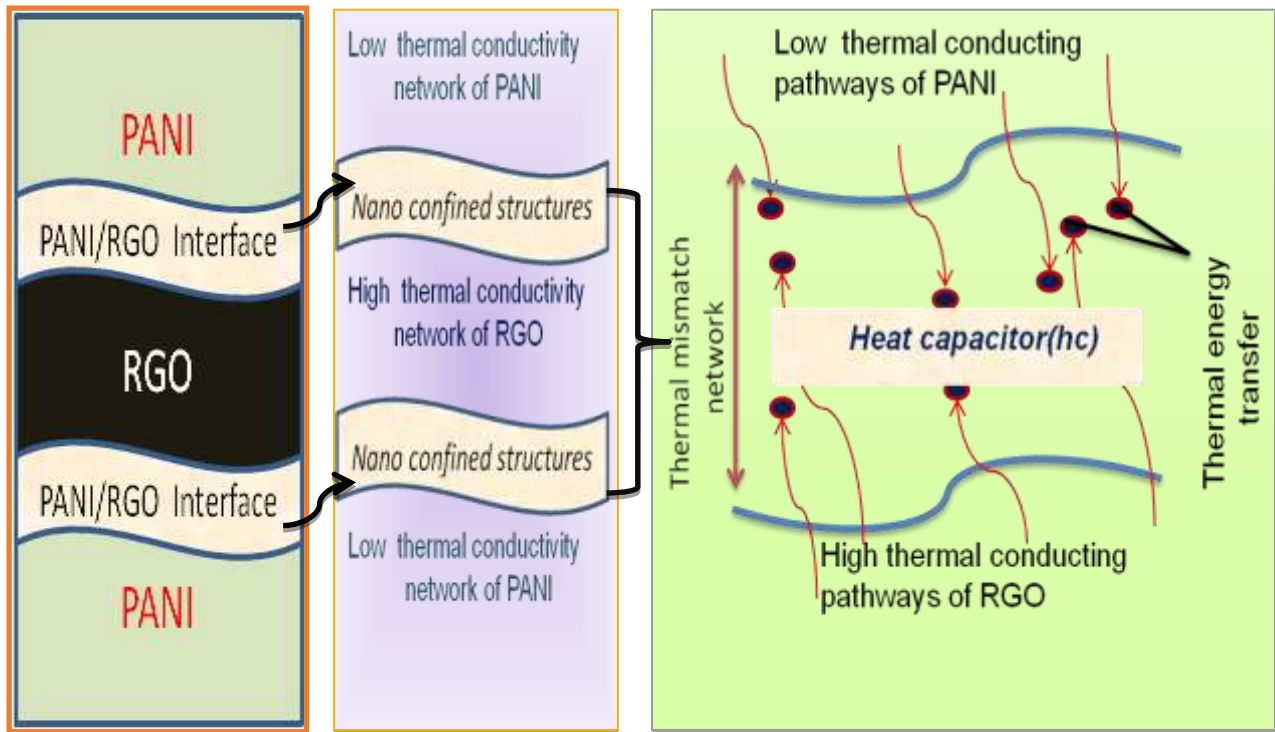 PANI
PANI/RGO Interface
RGO
PANI/RGO Interface
PANI
Low thermal conductivity
network of PANI
Nano confined structures
High thermal conductivity
network of RGO
Nano confined structures
Low thermal conductivity
network of PANI
Low thermal conducting
pathways of PANI
Thermal mismatch
network
Heat capacitor(hc)
Thermal energy
transfer
High thermal conducting
pathways of RGO